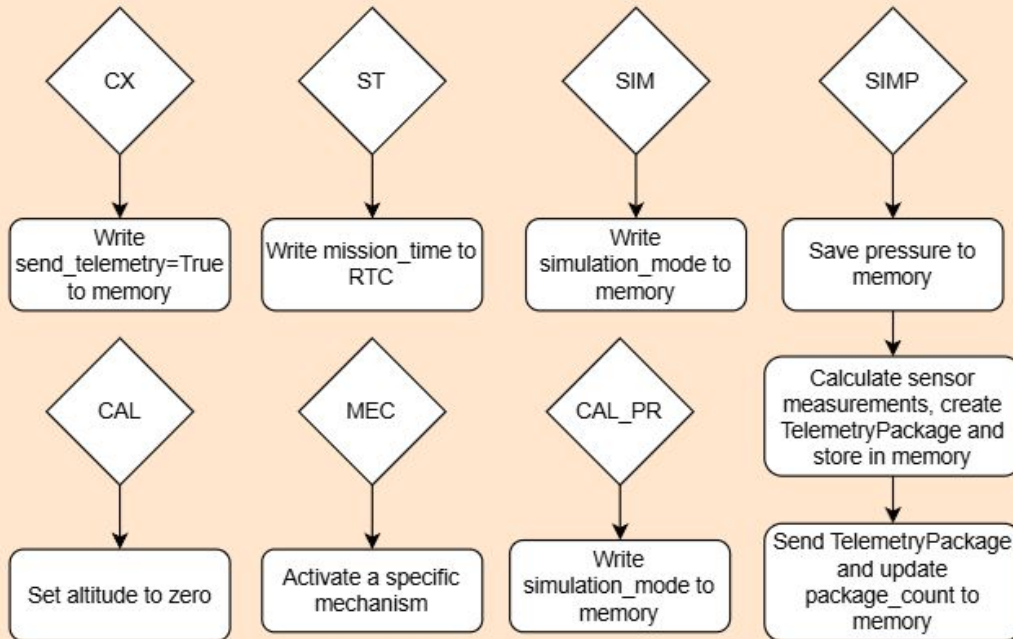 CX
ST
SIM
SIMP
Write
send_telemetry=True
to memory
Write mission_time to
RTC
Write
simulation_mode to
memory
Save pressure to
memory
CAL
MEC
CAL_PR
Calculate sensor
measurements, create
TelemetryPackage and
store in memory
Set altitude to zero
Activate a specific
mechanism
Write
simulation_mode to
memory
Send TelemetryPackage
and update
package_count to
memory